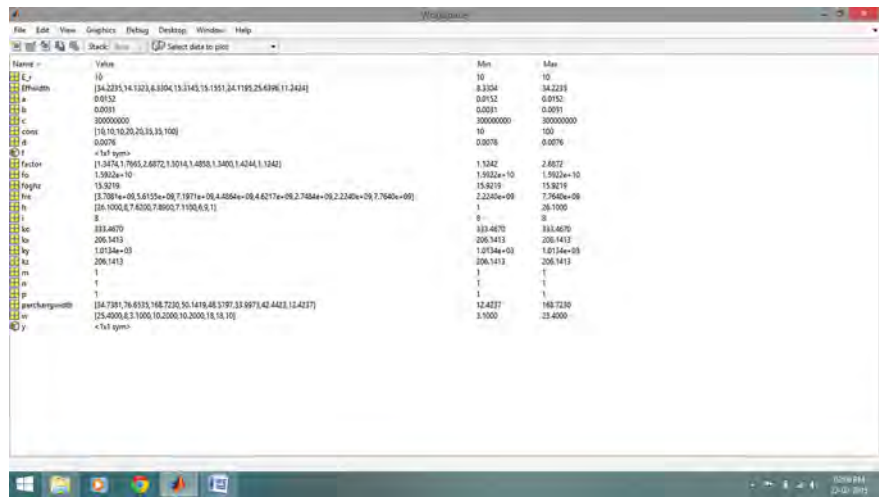 Workspace
File Edit View Graphics Debug Desktop Window Help
Stack: Select data to plot
Name Value Min Max
E_r 10 10 10
Effwidth [34.2235,14.1323,8.3304,15.3145,15.1551,24.1195,25.6396,11.2424] 8.3304 34.2235
a 0.0152 0.0152 0.0152
b 0.0031 0.0031 0.0031
c 300000000 300000000 300000000
cons [10,10,10,20,20,35,35,100] 10 100
d 0.0076 0.0076 0.0076
f <1x1 sym>
factor [1.3474,1.7665,2.6872,1.5014,1.4858,1.3400,1.4244,1.1242] 1.1242 2.6872
fo 1.5922e+10 1.5922e+10 1.5922e+10
foghz 15.9219 15.9219 15.9219
fre [3.7081e+09,5.6155e+09,7.1971e+09,4.4864e+09,4.6217e+09,2.7484e+09,2.2240e+09,7.7640e+09] 2.2240e+09 7.7640e+09
h [26.1000,8,7.6200,7.8900,7.1100,6,9,1] 1 26.1000
i 8 8 8
ko 333.4670 333.4670 333.4670
kx 206.1413 206.1413 206.1413
ky 1.0134e+03 1.0134e+03 1.0134e+03
kz 206.1413 206.1413 206.1413
m 1 1 1
n 1 1 1
p 1 1 1
perchangwidth [34.7381,76.6535,168.7230,50.1419,48.5797,33.9973,42.4423,12.4237] 12.4237 168.7230
w [25.4000,8,3.1000,10.2000,10.2000,18,18,10] 3.1000 25.4000
y <1x1 sym>